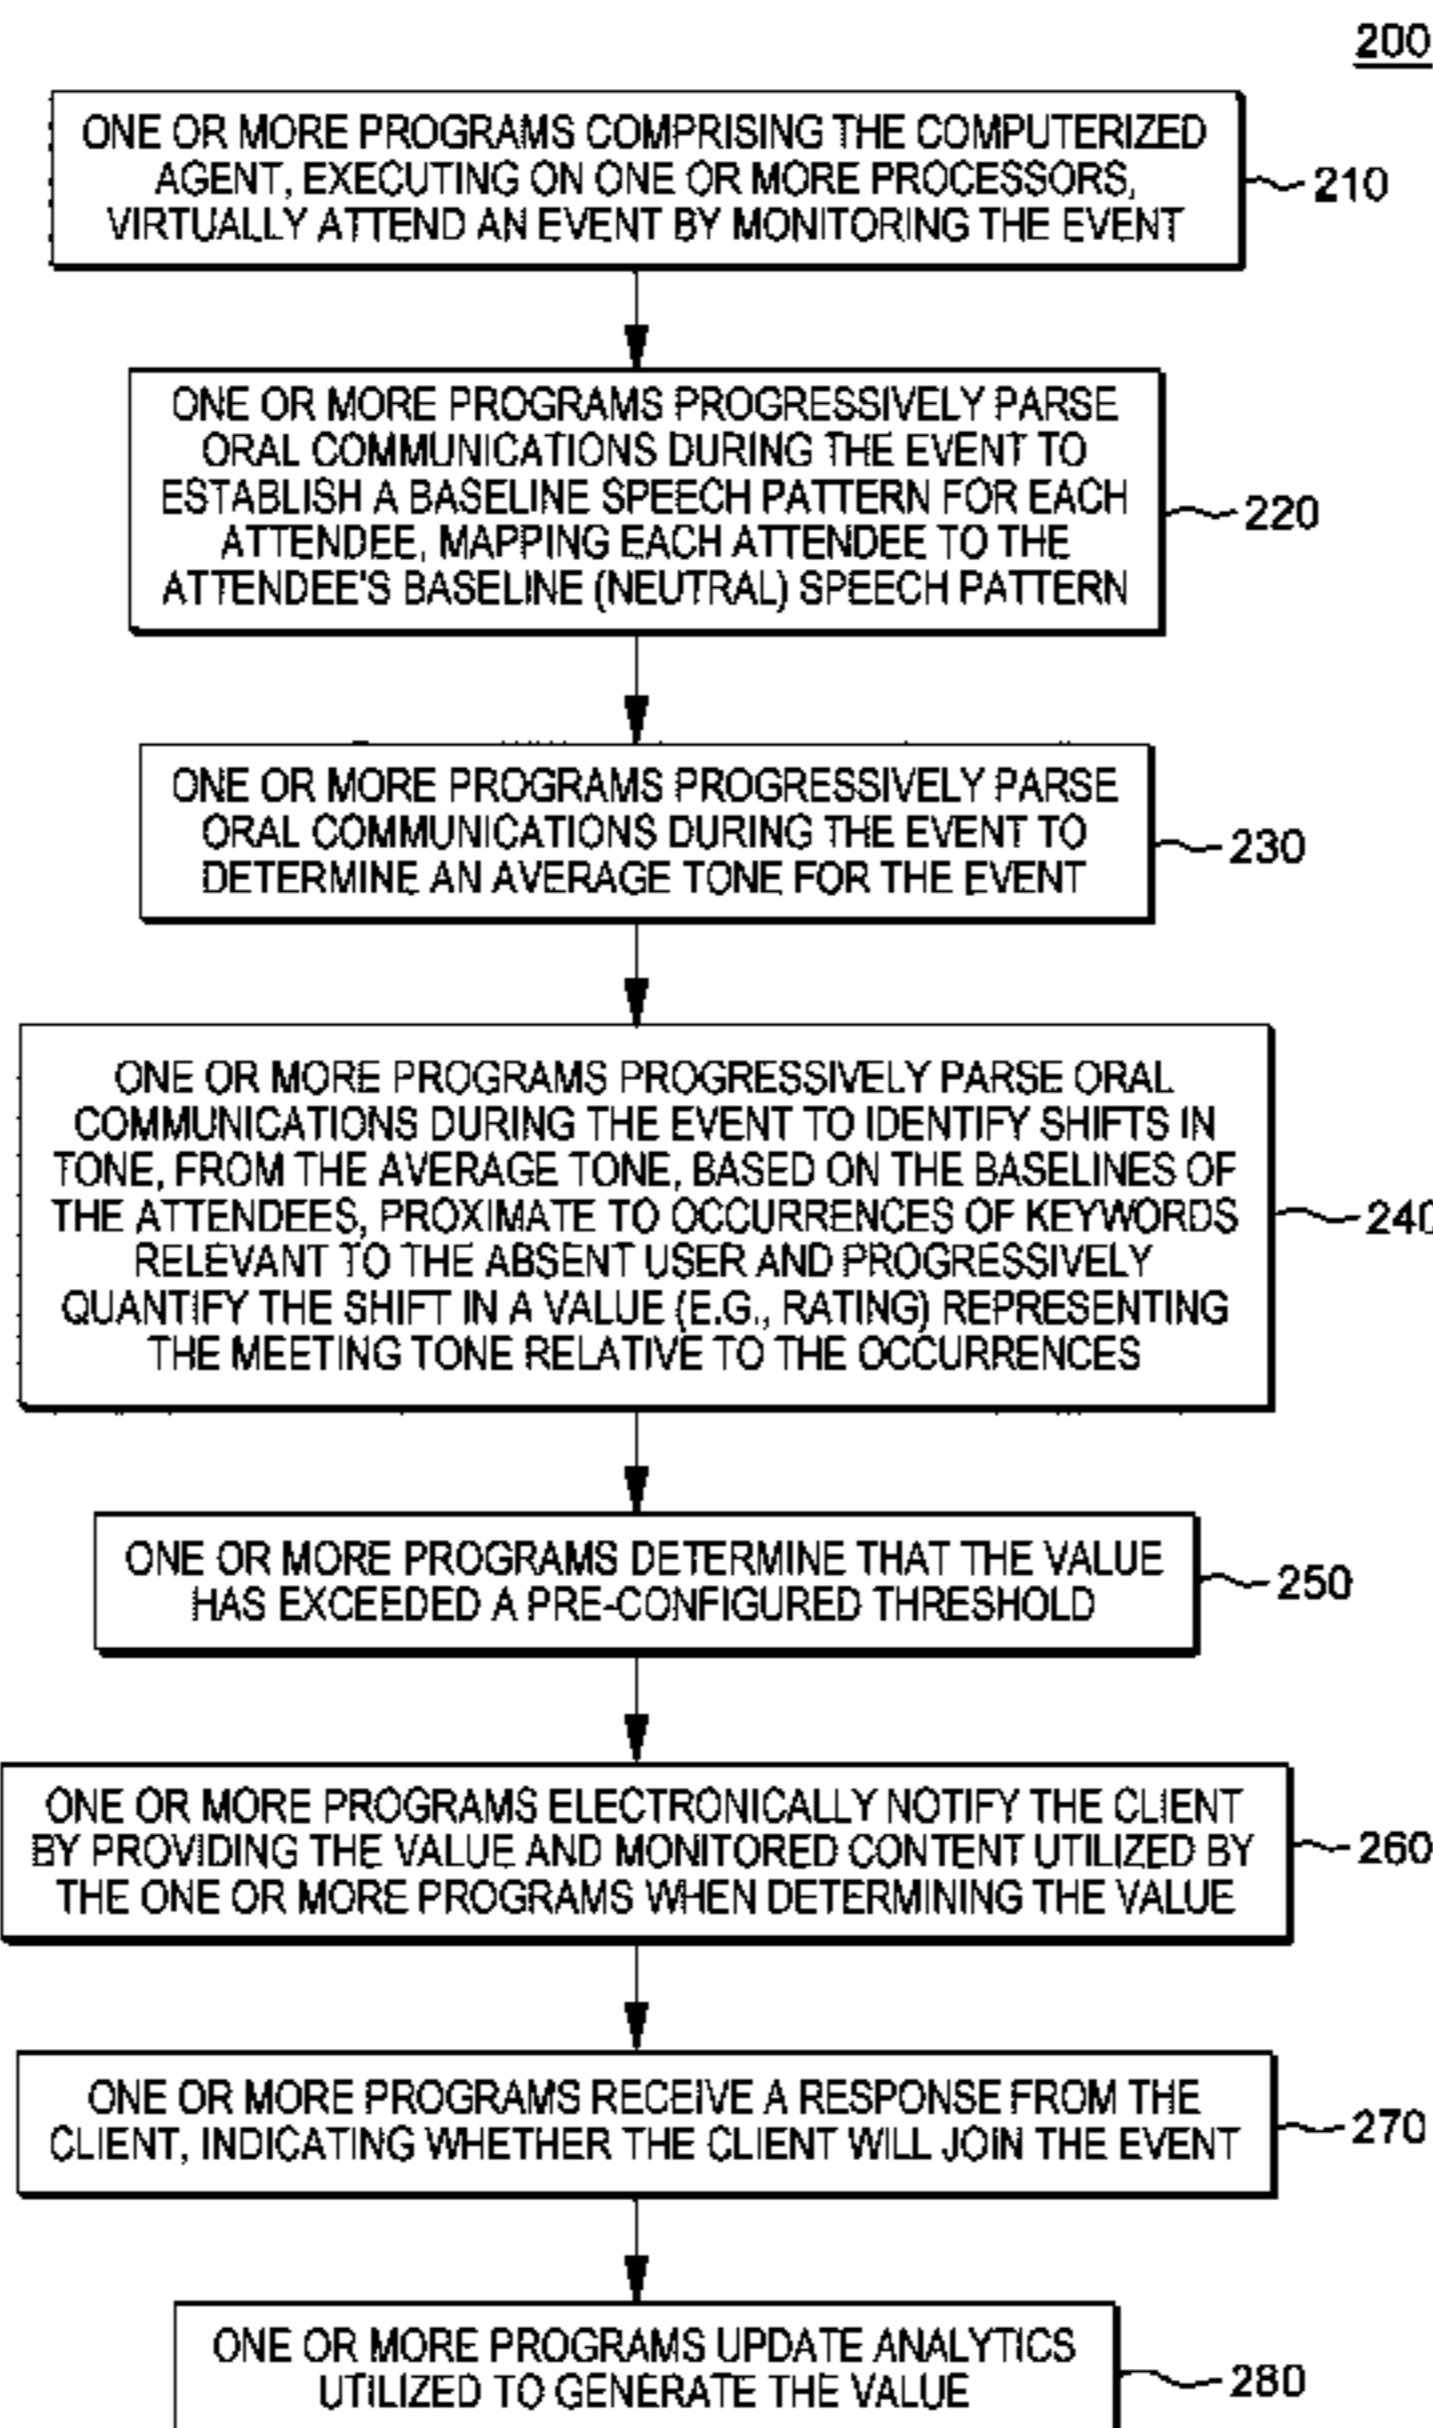 200
ONE OR MORE PROGRAMS COMPRISING THE COMPUTERIZED
AGENT, EXECUTING ON ONE OR MORE PROCESSORS,
VIRTUALLY ATTEND AN EVENT BY MONITORING THE EVENT
210
ONE OR MORE PROGRAMS PROGRESSIVELY PARSE
ORAL COMMUNICATIONS DURING THE EVENT TO
ESTABLISH A BASELINE SPEECH PATTERN FOR EACH
ATTENDEE, MAPPING EACH ATTENDEE TO THE
ATTENDEE'S BASELINE (NEUTRAL) SPEECH PATTERN
220
ONE OR MORE PROGRAMS PROGRESSIVELY PARSE
ORAL COMMUNICATIONS DURING THE EVENT TO
DETERMINE AN AVERAGE TONE FOR THE EVENT
230
ONE OR MORE PROGRAMS PROGRESSIVELY PARSE ORAL
COMMUNICATIONS DURING THE EVENT TO IDENTIFY SHIFTS IN
TONE, FROM THE AVERAGE TONE, BASED ON THE BASELINES OF
THE ATTENDEES, PROXIMATE TO OCCURRENCES OF KEYWORDS
RELEVANT TO THE ABSENT USER AND PROGRESSIVELY
QUANTIFY THE SHIFT IN A VALUE (E.G., RATING) REPRESENTING
THE MEETING TONE RELATIVE TO THE OCCURRENCES
240
ONE OR MORE PROGRAMS DETERMINE THAT THE VALUE
HAS EXCEEDED A PRE-CONFIGURED THRESHOLD
250
ONE OR MORE PROGRAMS ELECTRONICALLY NOTIFY THE CLIENT
BY PROVIDING THE VALUE AND MONITORED CONTENT UTILIZED BY
THE ONE OR MORE PROGRAMS WHEN DETERMINING THE VALUE
260
ONE OR MORE PROGRAMS RECEIVE A RESPONSE FROM THE
CLIENT, INDICATING WHETHER THE CLIENT WILL JOIN THE EVENT
270
ONE OR MORE PROGRAMS UPDATE ANALYTICS
UTILIZED TO GENERATE THE VALUE
280